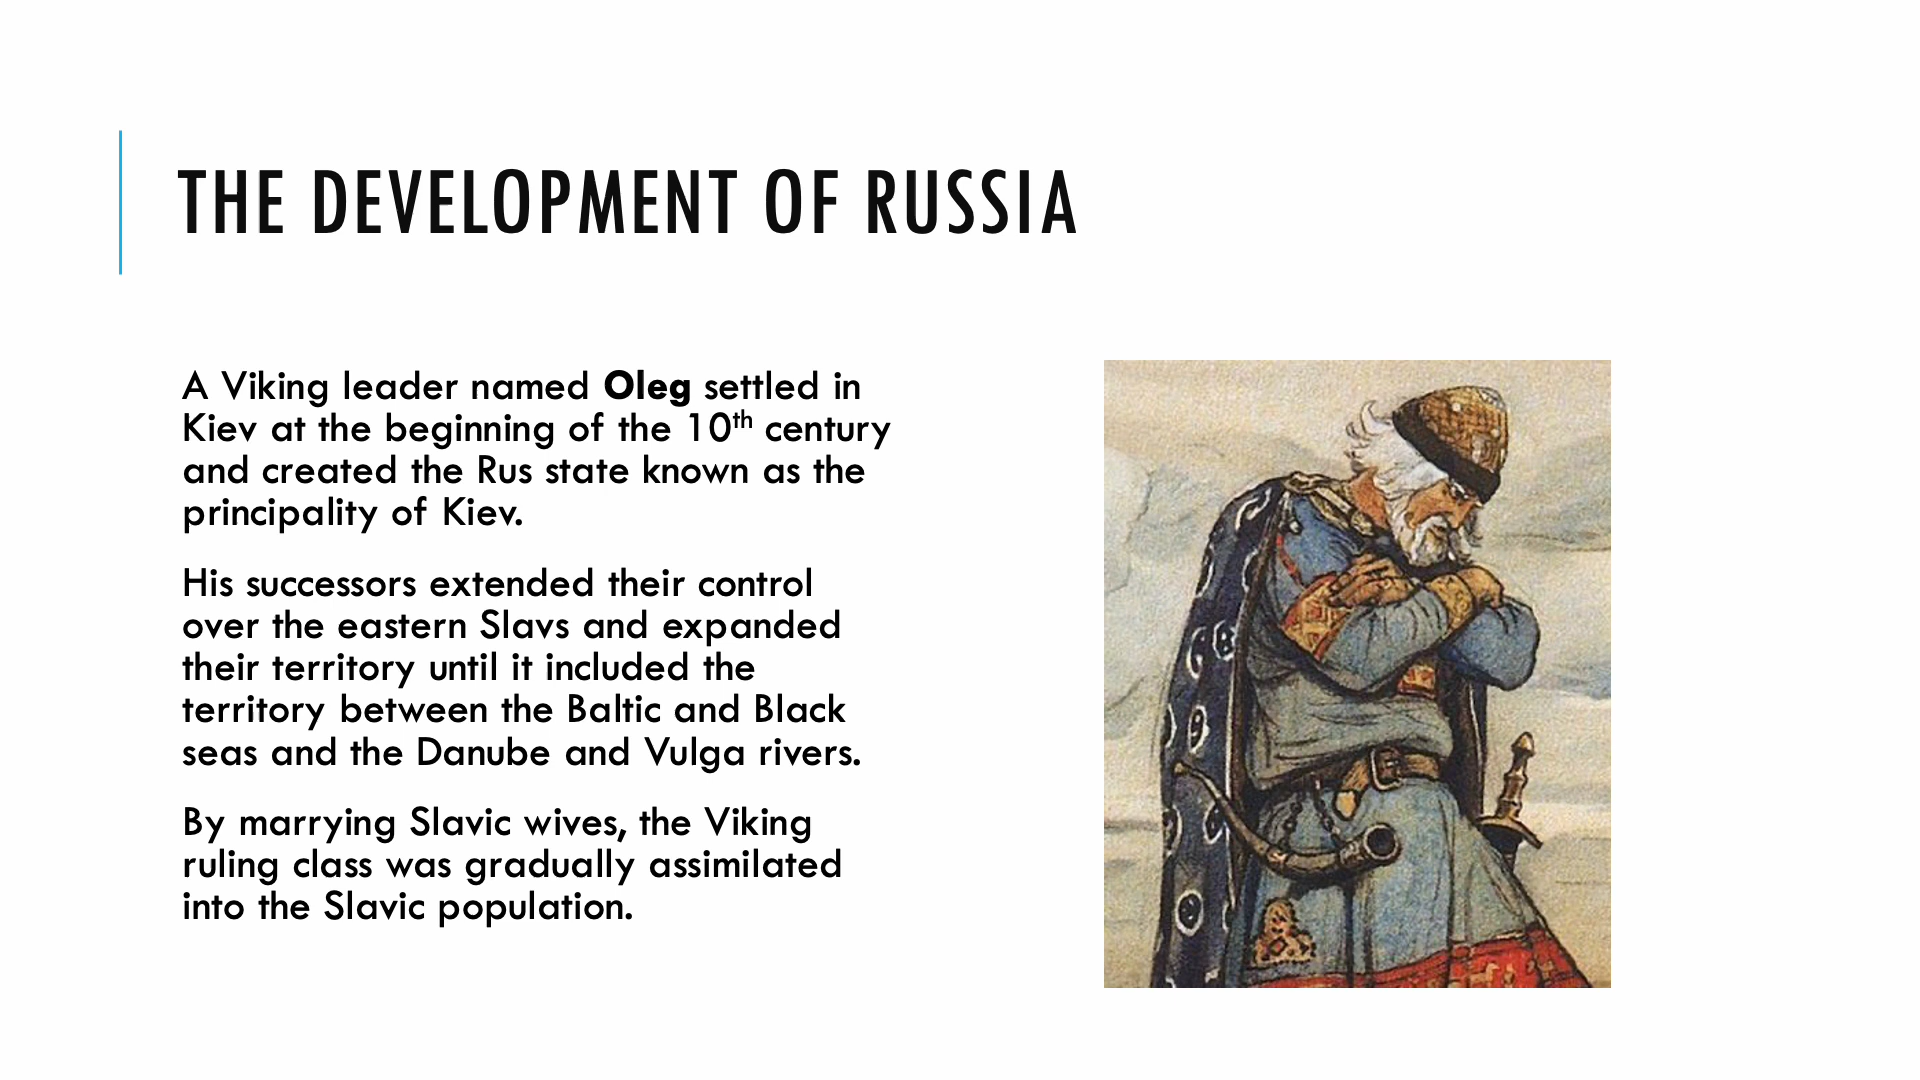 THE DEVELOPMENT OF RUSSIA
A Viking leader named Oleg settled in
Kiev at the beginning of the 10th century
and created the Rus state known as the
principality of Kiev.
His successors extended their control
over the eastern Slavs and expanded
their territory until it included the
territory between the Baltic and Black
seas and the Danube and Vulga rivers.
By marrying Slavic wives, the Viking
ruling class was gradually assimilated
into the Slavic population.